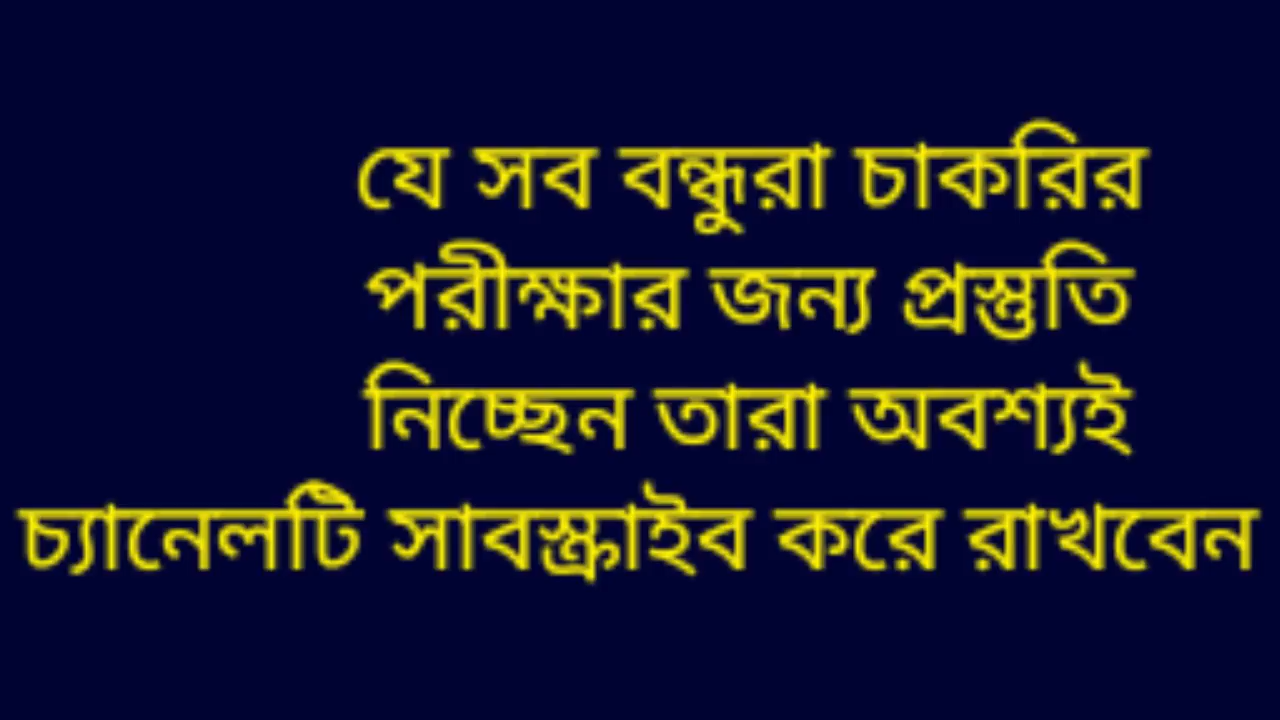 যে সব বন্ধুরা চাকরির
পরীক্ষার জন্য প্রস্তুতি
নিচ্ছেন তারা অবশ্যই
চ্যানেলটি সাবস্ক্রাইব করে রাখবেন